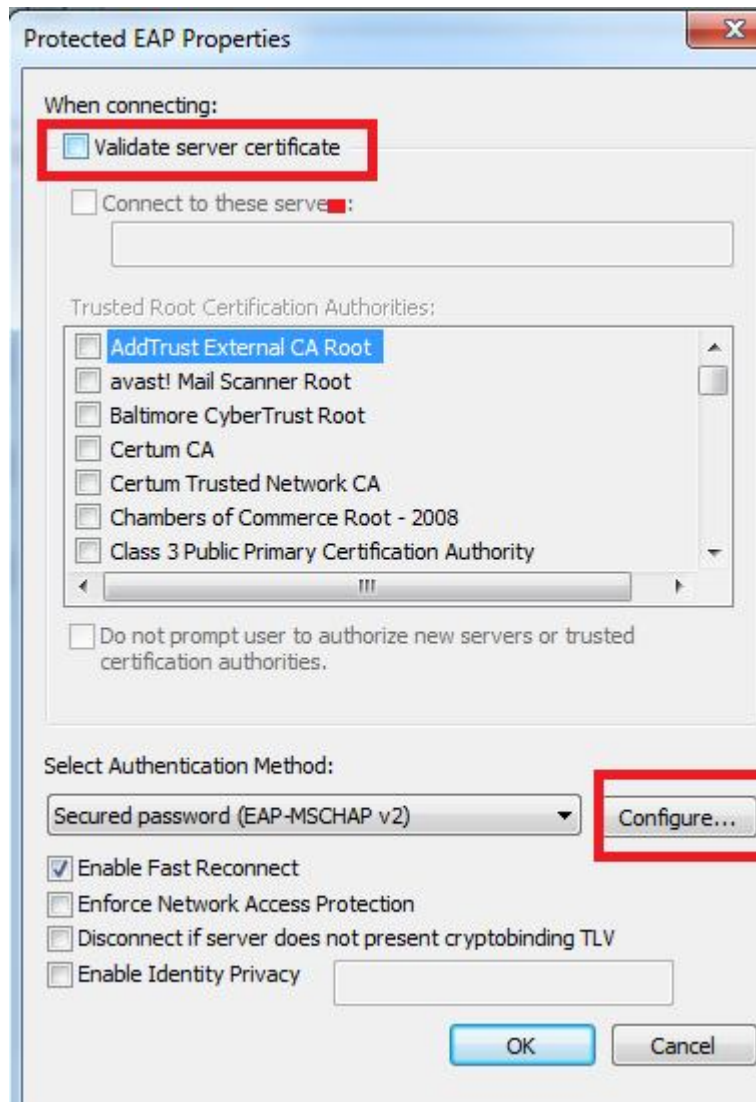 Protected EAP Properties
When connecting:
Validate server certificate
Connect to these serve :
Trusted Root Certification Authorities:
AddTrust External CA Root
avast! Mail Scanner Root
Baltimore CyberTrust Root
Certum CA
Certum Trusted Network CA
Chambers of Commerce Root - 2008
Class 3 Public Primary Certification Authority
Do not prompt user to authorize new servers or trusted
certification authorities.
Select Authentication Method:
Secured password (EAP-MSCHAP v2)
Configure...
Enable Fast Reconnect
Enforce Network Access Protection
Disconnect if server does not present cryptobinding TLV
Enable Identity Privacy
OK Cancel